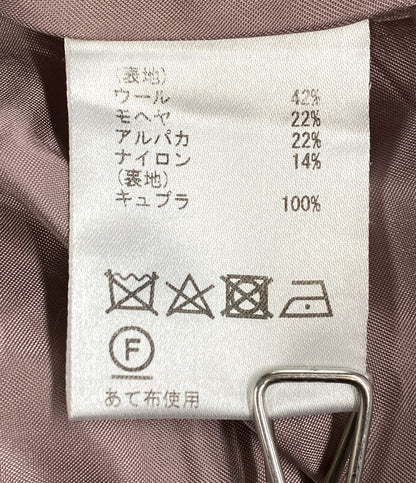 (表地)
ウール 42%
モヘヤ 22%
アルパカ 22%
ナイロン 14%
(裏地)
キュプラ 100%
F
あて布使用